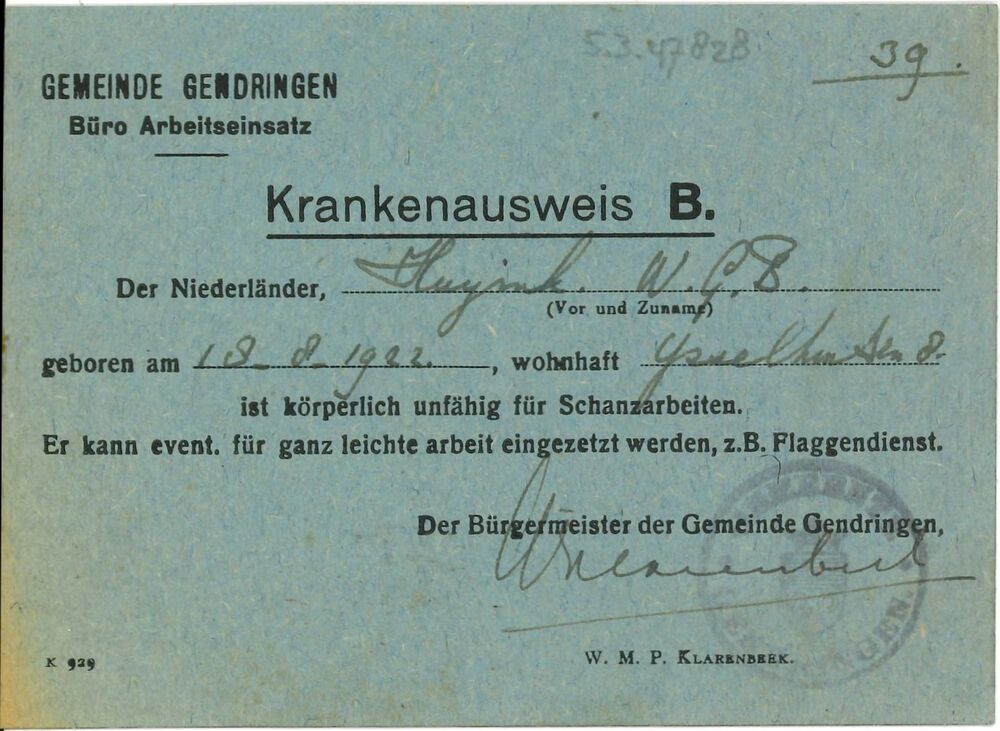 5.3.47828
39.
GEMEINDE GENDRINGEN
Büro Arbeitseinsatz
Krankenausweis B.
Der Niederländer, Huyink. W.G.B.
(Vor und Zuname)
geboren am 18-8-1922., wohnhaft 8.
ist körperlich unfähig für Schanzarbeiten.
Er kann event. für ganz leichte arbeit eingezetzt werden, z.B. Flaggendienst.
Der Bürgermeister der Gemeinde Gendringen,
K 929
W. M. P. KLARENBEEK.